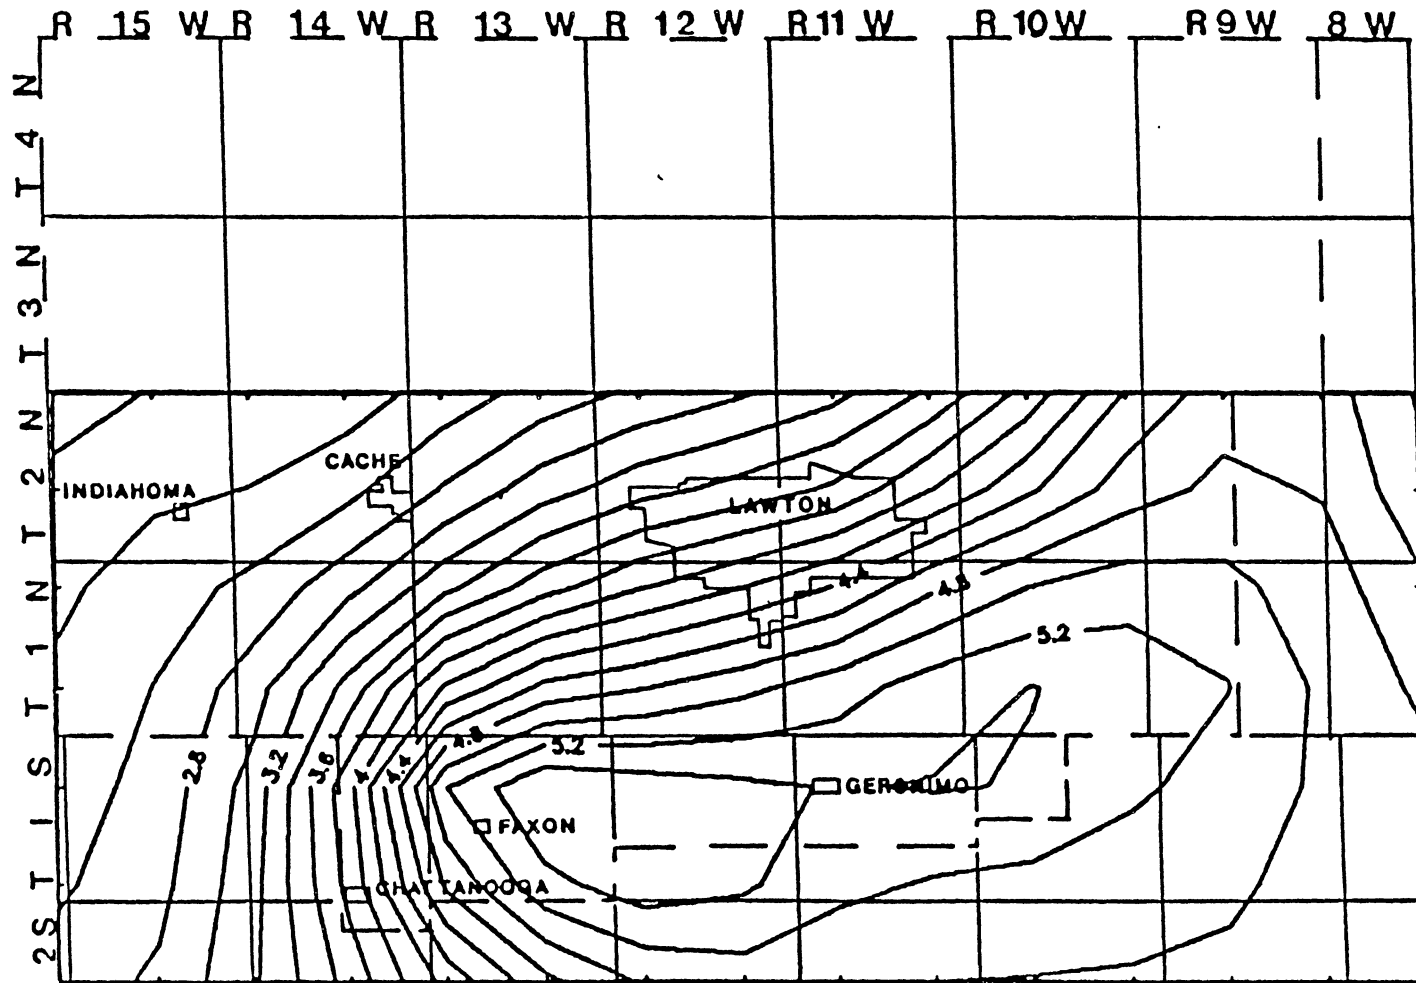 R 15 W R 14 W R 13 W R 12 W R 11 W R 10 W R 9 W 8 W
T 4 N
T 3 N
T 2 N
T 1 N
T 1 S
2 S
CACHE
INDIAHOMA
LAWTON
4.4
4.8
5.2
4.8
5.2
2.8
3.2
3.6
4
4.4
GERONIMO
FAXON
CHATTANOOGA